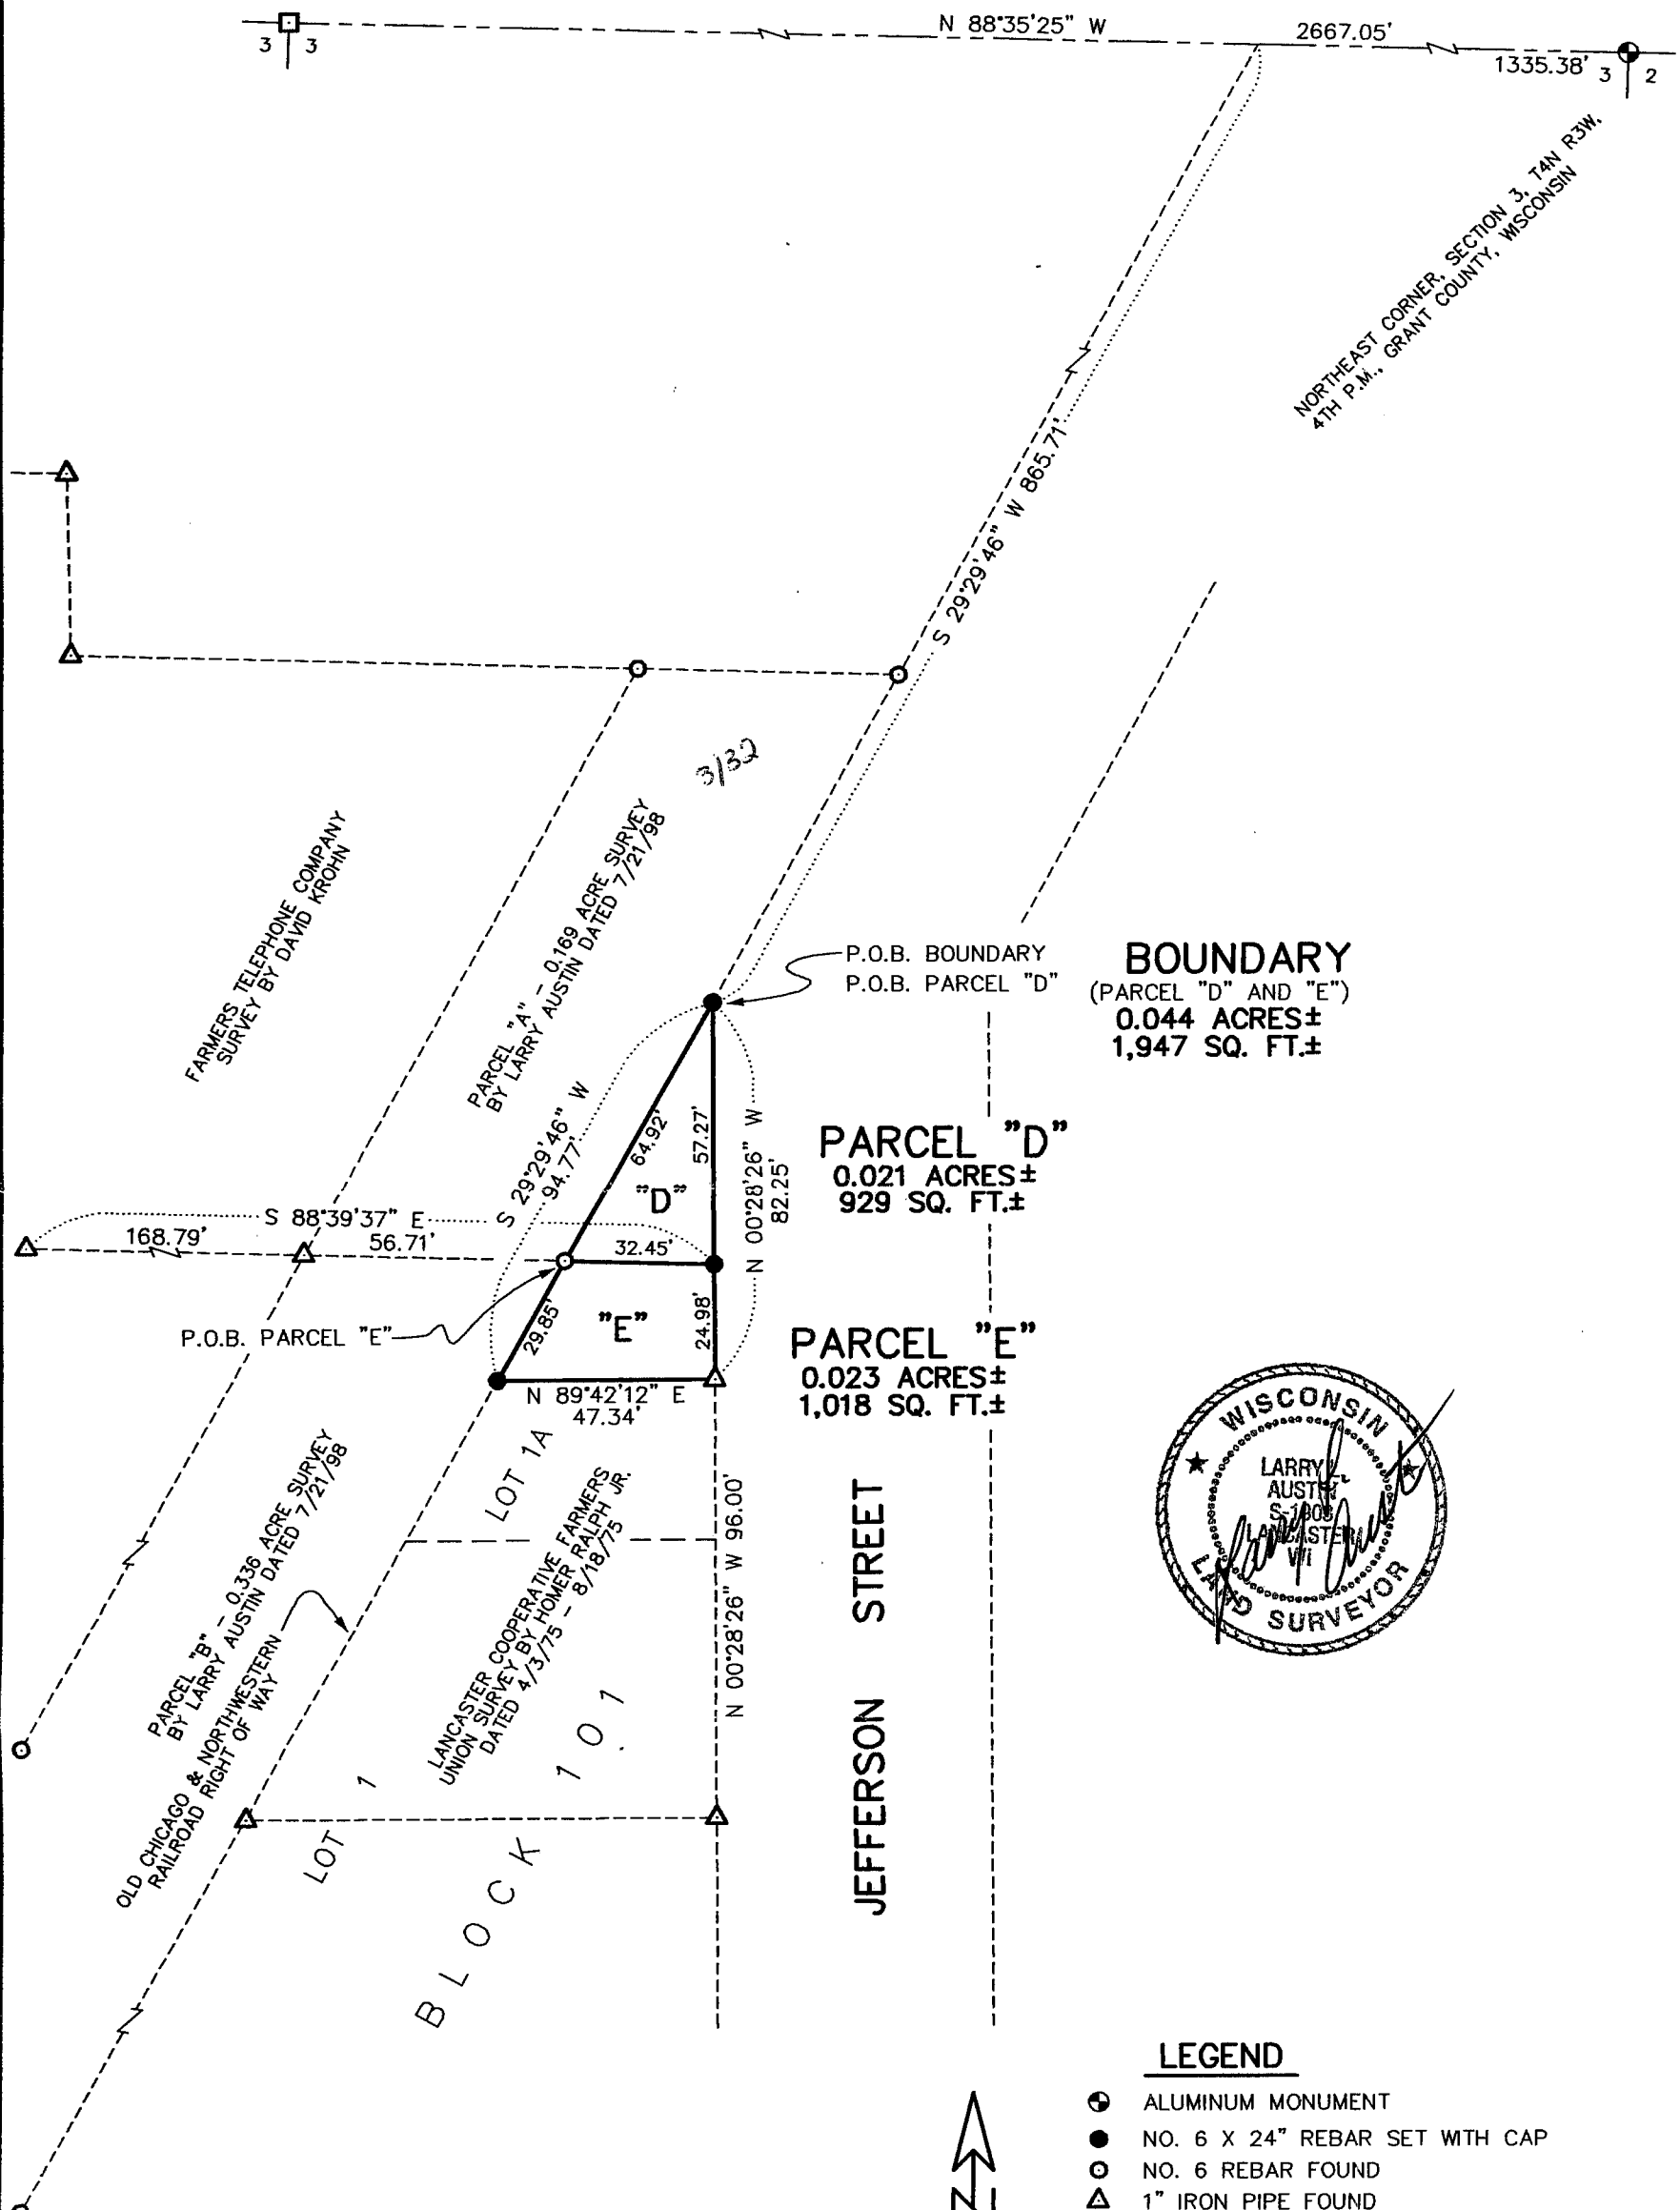 N 88°35'25" W
2667.05'
3 3
1335.38'
3 2
NORTHEAST CORNER, SECTION 3, T4N R3W,
4TH P.M., GRANT COUNTY, WISCONSIN
S 29°29'46" W 865.71'
3/32
FARMERS TELEPHONE COMPANY
SURVEY BY DAVID KROHN
PARCEL "A" - 0.169 ACRE SURVEY
BY LARRY AUSTIN DATED 7/21/98
P.O.B. BOUNDARY
P.O.B. PARCEL "D"
BOUNDARY
(PARCEL "D" AND "E")
0.044 ACRES±
1,947 SQ. FT.±
S 29°29'46" W
94.77'
64.92'
57.27'
N 00°28'26" W
82.25'
"D"
PARCEL "D"
0.021 ACRES±
929 SQ. FT.±
S 88°39'37" E
168.79'
56.71'
32.45'
P.O.B. PARCEL "E"
29.85'
"E"
24.98'
PARCEL "E"
0.023 ACRES±
1,018 SQ. FT.±
N 89°42'12" E
47.34'
LOT 1A
N 00°28'26" W 96.00'
PARCEL "B" - 0.336 ACRE SURVEY
BY LARRY AUSTIN DATED 7/21/98
OLD CHICAGO & NORTHWESTERN
RAILROAD RIGHT OF WAY
LANCASTER COOPERATIVE FARMERS
UNION SURVEY BY HOMER RALPH JR.
DATED 4/3/75 - 8/18/75
LOT 1
BLOCK 101
JEFFERSON STREET
WISCONSIN
LARRY L.
AUSTIN
LANCASTER
WI
LAND SURVEYOR
LEGEND
ALUMINUM MONUMENT
NO. 6 X 24" REBAR SET WITH CAP
NO. 6 REBAR FOUND
1" IRON PIPE FOUND
N